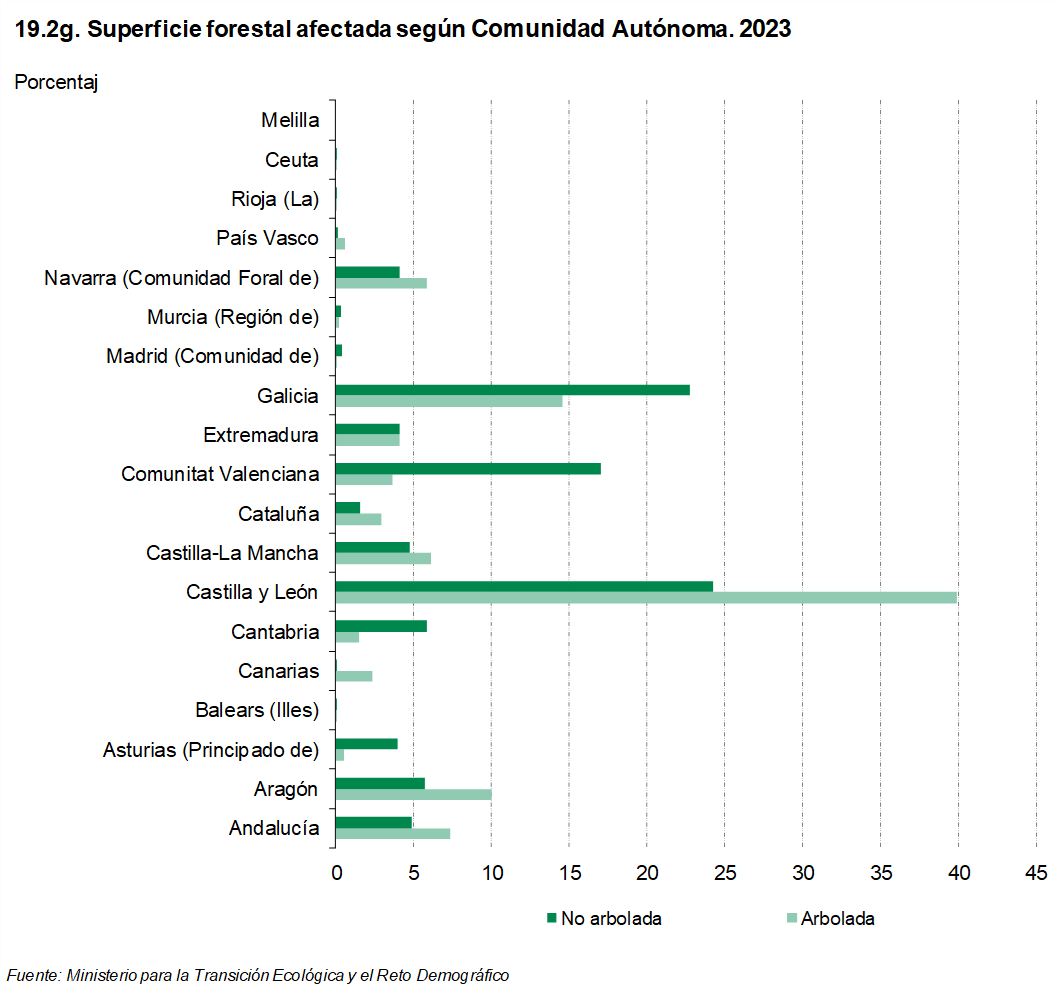 19.2g. Superficie forestal afectada según Comunidad Autónoma. 2023
Porcentaj
Melilla
Ceuta
Rioja (La)
País Vasco
Navarra (Comunidad Foral de)
Murcia (Región de)
Madrid (Comunidad de)
Galicia
Extremadura
Comunitat Valenciana
Cataluña
Castilla-La Mancha
Castilla y León
Cantabria
Canarias
Balears (Illes)
Asturias (Principado de)
Aragón
Andalucía
0 5 10 15 20 25 30 35 40 45
No arbolada Arbolada
Fuente: Ministerio para la Transición Ecológica y el Reto Demográfico